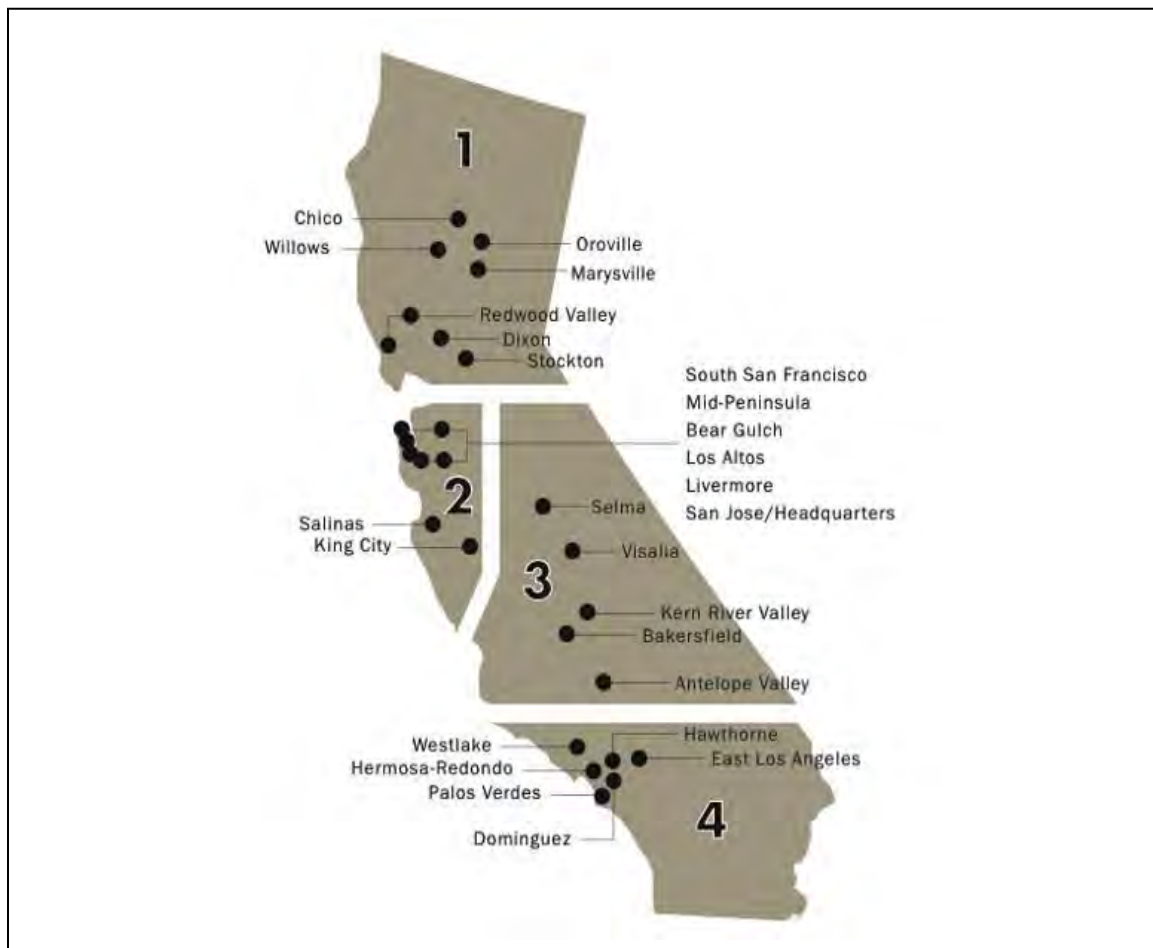 1
Chico
Willows
Oroville
Marysville
Redwood Valley
Dixon
Stockton
South San Francisco
Mid-Peninsula
Bear Gulch
Los Altos
Livermore
San Jose/Headquarters
2
Salinas
King City
Selma
Visalia
3
Kern River Valley
Bakersfield
Antelope Valley
Hawthorne
Westlake
East Los Angeles
Hermosa-Redondo
Palos Verdes
4
Dominguez